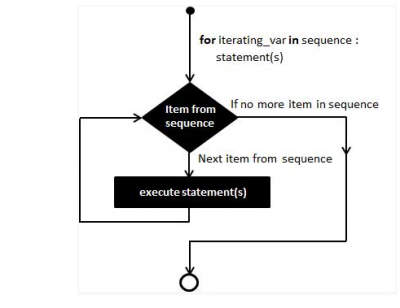 for iterating_var in sequence :
statement(s)
If no more item in sequence
Item from
sequence
Next item from sequence
execute statement(s)